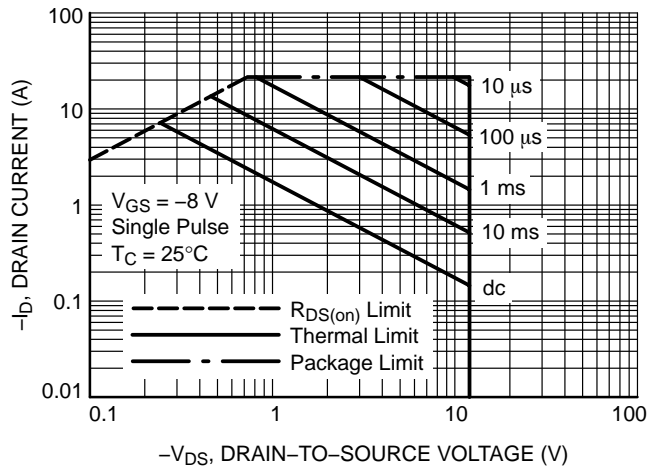 100
10
1
0.1
0.01
–I_D, DRAIN CURRENT (A)
V_GS = –8 V
Single Pulse
T_C = 25°C
10 μs
100 μs
1 ms
10 ms
dc
R_DS(on) Limit
Thermal Limit
Package Limit
0.1 1 10 100
–V_DS, DRAIN–TO–SOURCE VOLTAGE (V)